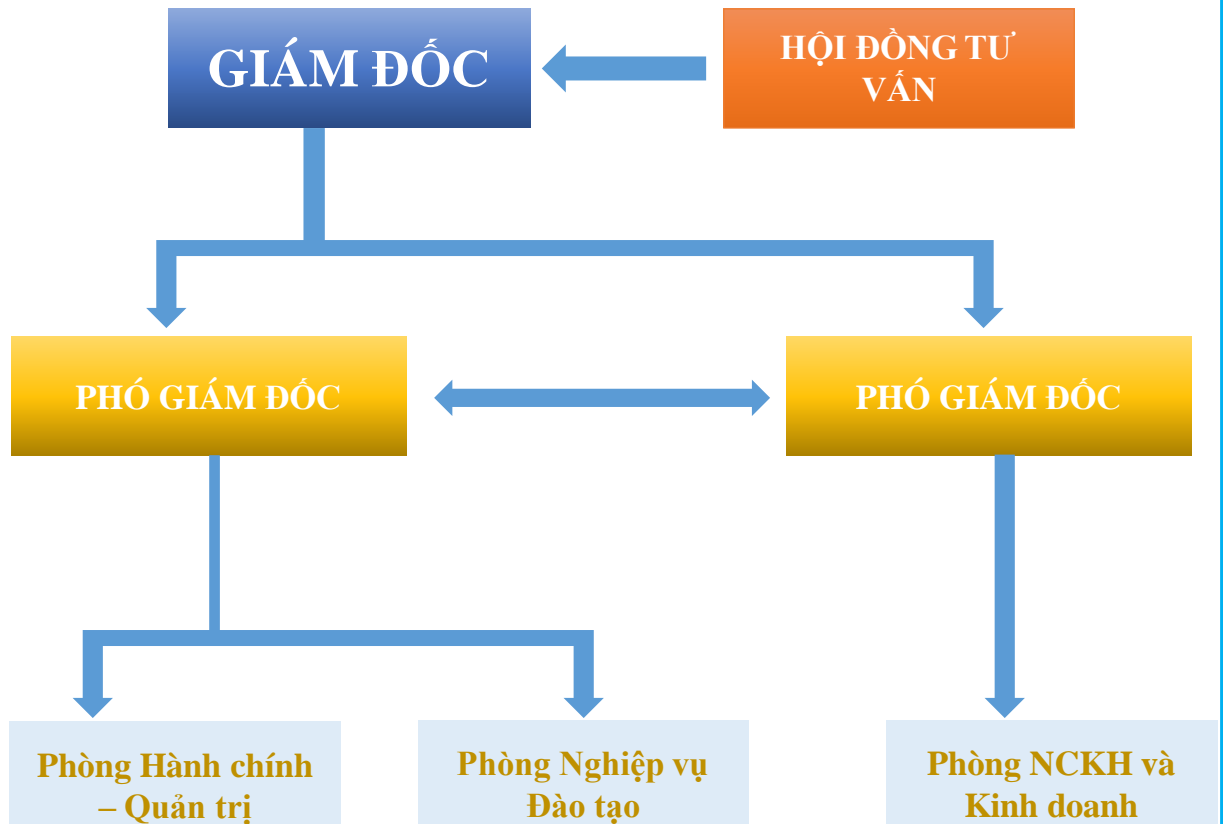 GIÁM ĐỐC
HỘI ĐỒNG TƯ
VẤN
PHÓ GIÁM ĐỐC
PHÓ GIÁM ĐỐC
Phòng Hành chính
– Quản trị
Phòng Nghiệp vụ
Đào tạo
Phòng NCKH và
Kinh doanh